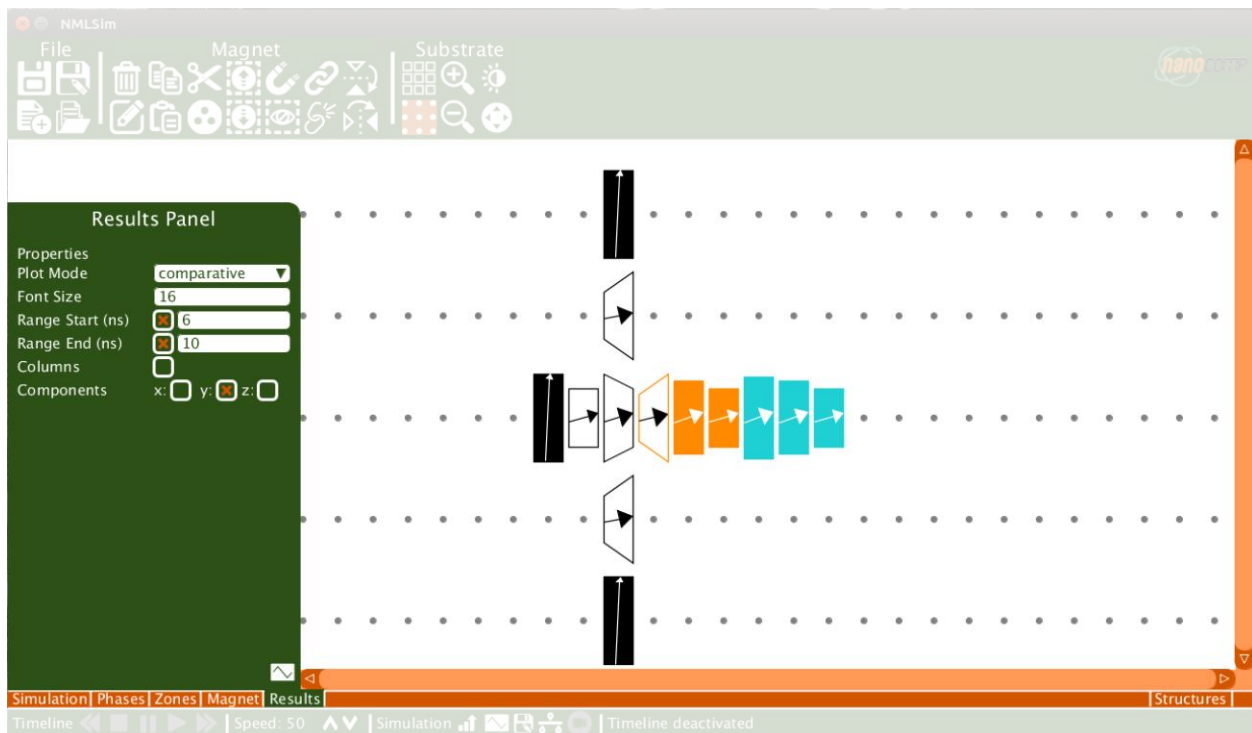 NMLSim
File Magnet Substrate
nanocomp
Results Panel
Properties
Plot Mode comparative
Font Size 16
Range Start (ns) 6
Range End (ns) 10
Columns
Components x: y: z:
Simulation Phases Zones Magnet Results Structures
Timeline Speed: 50 Simulation Timeline deactivated